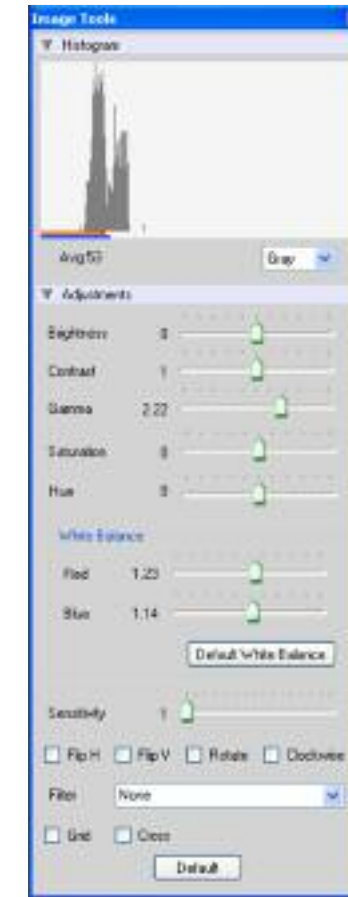 Image Tools
Histogram
Avg:53 Gray
Adjustments
Brightness 0
Contrast 1
Gamma 2.22
Saturation 0
Hue 0
White Balance
Red 1.23
Blue 1.14
Default White Balance
Sensitivity 1
Flip H Flip V Rotate Clockwise
Filter None
Grid Cross
Default